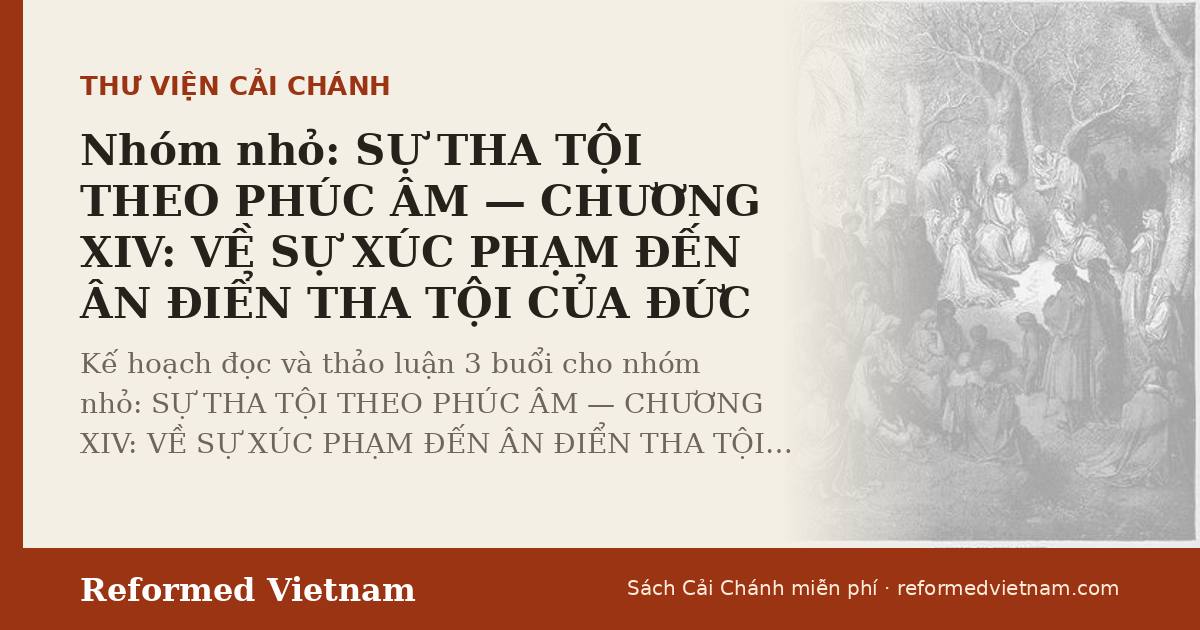 THƯ VIỆN CẢI CHÁNH
Nhóm nhỏ: SỰ THA TỘI
THEO PHÚC ÂM — CHƯƠNG
XIV: VỀ SỰ XÚC PHẠM ĐẾN
ÂN ĐIỂN THA TỘI CỦA ĐỨC
Kế hoạch đọc và thảo luận 3 buổi cho nhóm
nhỏ: SỰ THA TỘI THEO PHÚC ÂM — CHƯƠNG
XIV: VỀ SỰ XÚC PHẠM ĐẾN ÂN ĐIỂN THA TỘI...
Reformed Vietnam
Sách Cải Chánh miễn phí · reformedvietnam.com